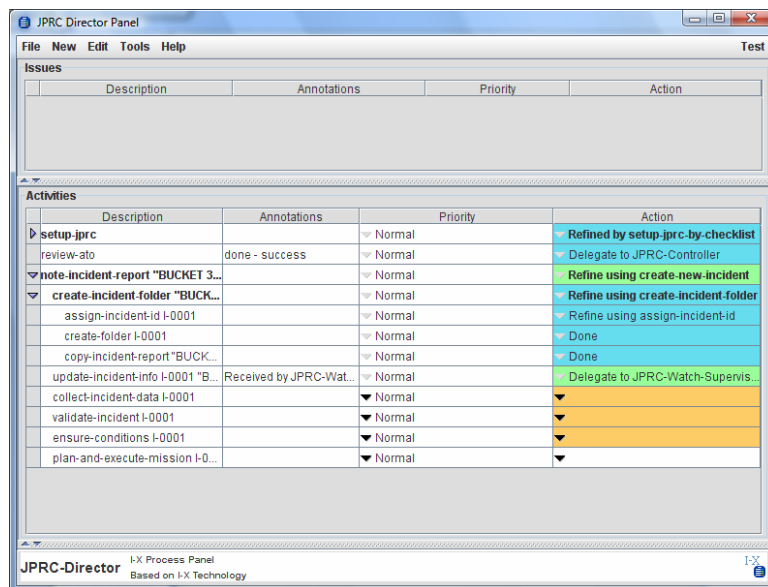 JPRC Director Panel
File New Edit Tools Help Test
Issues
Description Annotations Priority Action
Activities
Description Annotations Priority Action
setup-jprc Normal Refined by setup-jprc-by-checklist
review-ato done - success Normal Delegate to JPRC-Controller
note-incident-report "BUCKET 3... Normal Refine using create-new-incident
create-incident-folder "BUCK... Normal Refine using create-incident-folder
assign-incident-id I-0001 Normal Refine using assign-incident-id
create-folder I-0001 Normal Done
copy-incident-report "BUCK... Normal Done
update-incident-info I-0001 "B... Received by JPRC-Wat... Normal Delegate to JPRC-Watch-Supervis...
collect-incident-data I-0001 Normal
validate-incident I-0001 Normal
ensure-conditions I-0001 Normal
plan-and-execute-mission I-0... Normal
JPRC-Director I-X Process Panel I-X
Based on I-X Technology